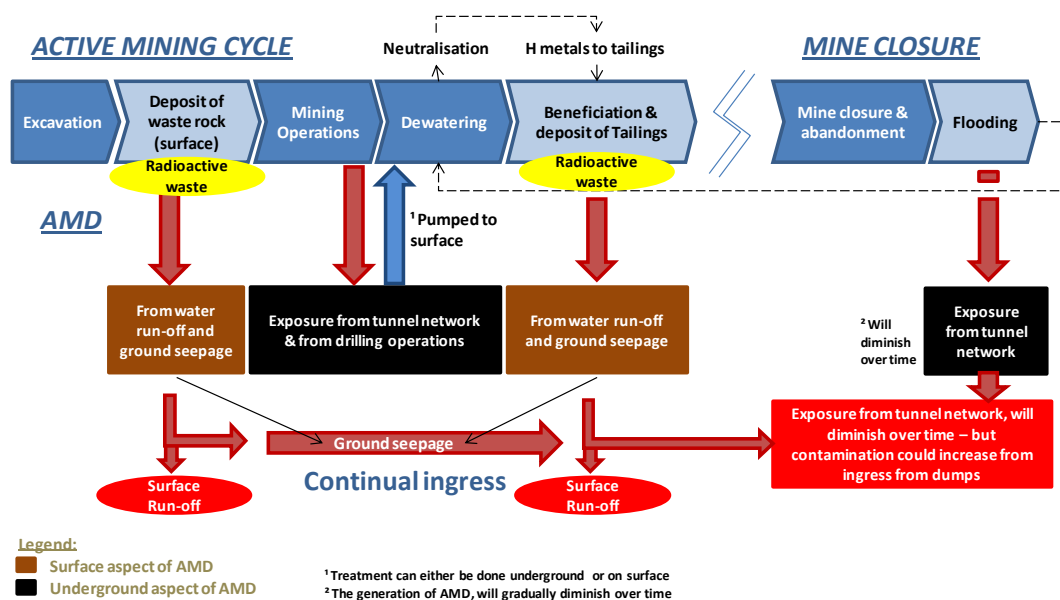 ACTIVE MINING CYCLE
Neutralisation
H metals to tailings
MINE CLOSURE
Excavation
Deposit of
waste rock
(surface)
Mining
Operations
Dewatering
Beneficiation &
deposit of Tailings
Mine closure &
abandonment
Flooding
Radioactive
waste
Radioactive
waste
AMD
¹ Pumped to
surface
From water
run-off and
ground seepage
Exposure from tunnel network
& from drilling operations
From water run-off
and ground seepage
² Will
diminish
over time
Exposure
from tunnel
network
Ground seepage
Continual ingress
Surface
Run-off
Surface
Run-off
Exposure from tunnel network, will
diminish over time – but
contamination could increase from
ingress from dumps
Legend:
Surface aspect of AMD
Underground aspect of AMD
¹ Treatment can either be done underground or on surface
² The generation of AMD, will gradually diminish over time